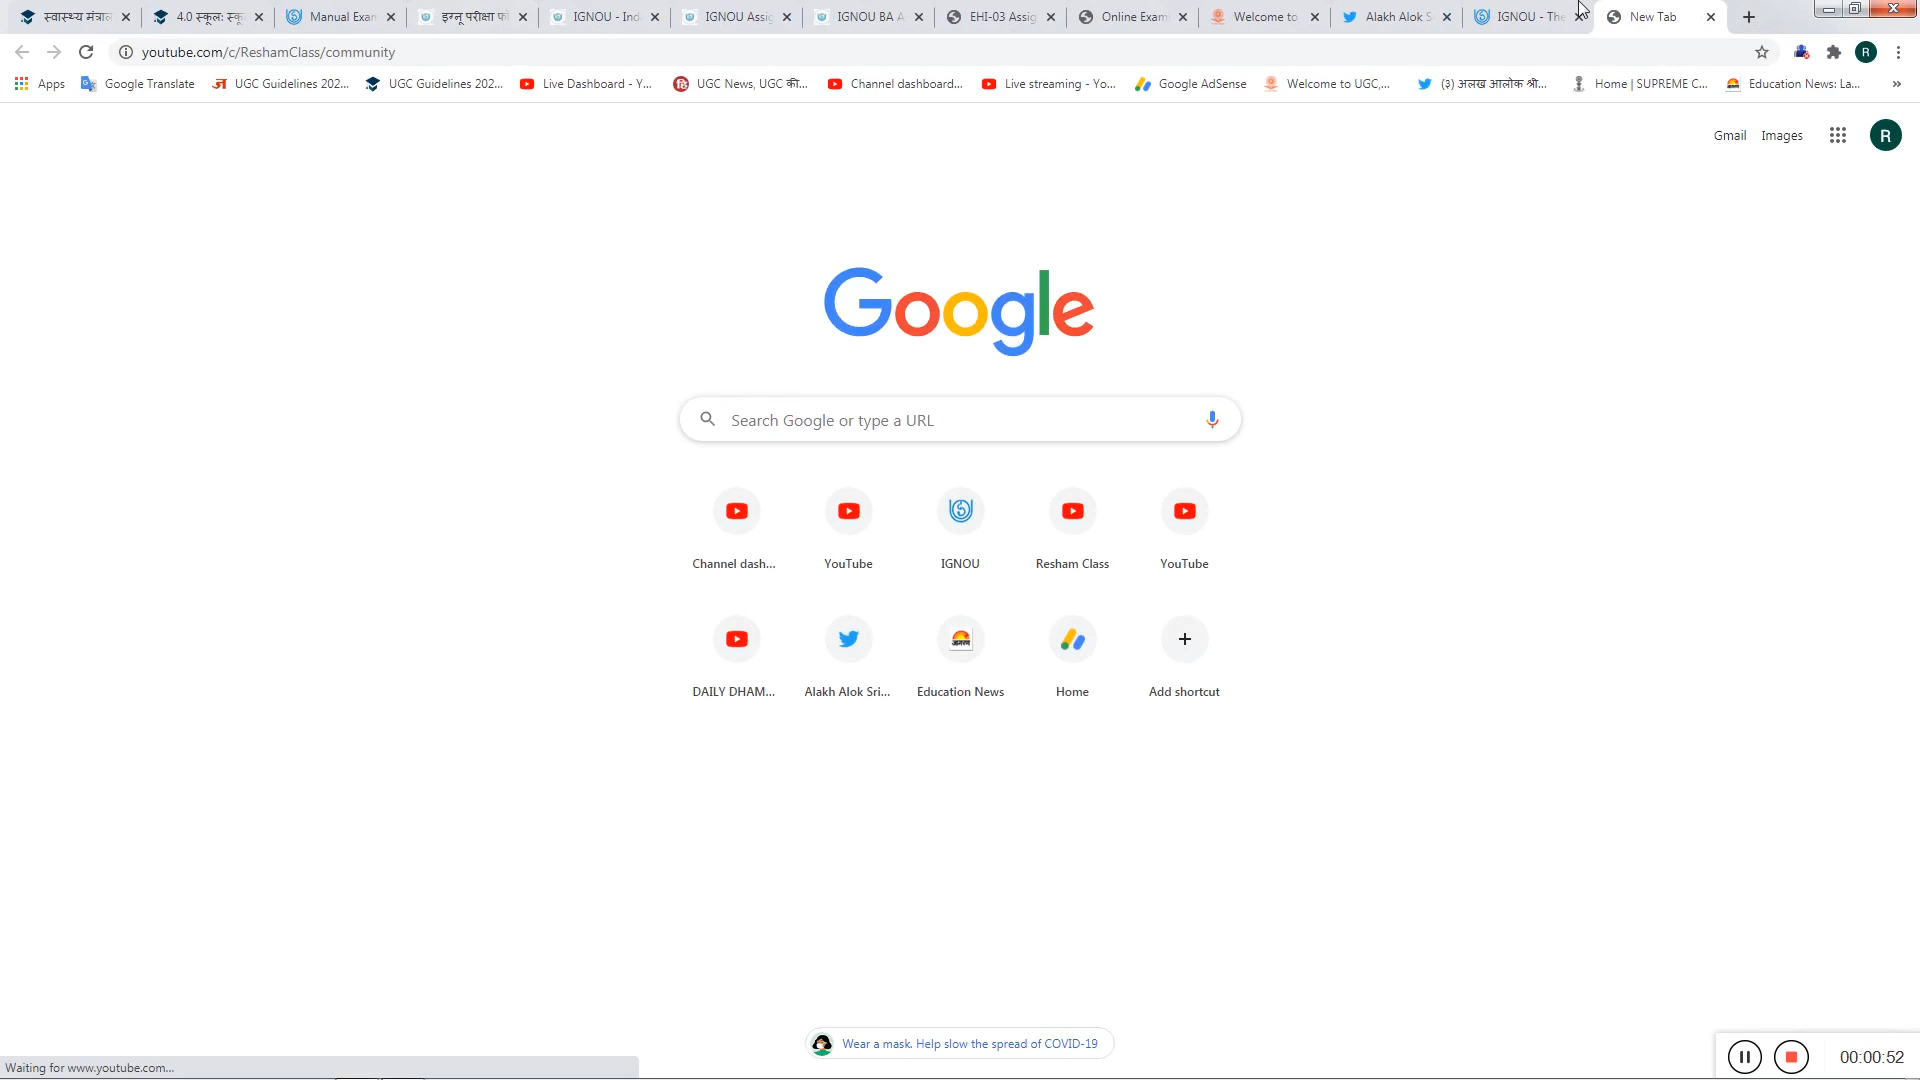 स्वास्थ्य मंत्राल 4.0 स्कूल: स्कू Manual Exan इग्नू परीक्षा फो IGNOU - Ind IGNOU Assig IGNOU BA A EHI-03 Assig Online Exam Welcome to Alakh Alok S IGNOU - The New Tab
youtube.com/c/ReshamClass/community R
Apps Google Translate UGC Guidelines 202... UGC Guidelines 202... Live Dashboard - Y... UGC News, UGC की... Channel dashboard... Live streaming - Yo... Google AdSense Welcome to UGC,... (३) अलख आलोक श्री... Home | SUPREME C... Education News: La... »
Gmail Images R
Google
Search Google or type a URL
Channel dash... YouTube IGNOU Resham Class YouTube
जागरण
DAILY DHAM... Alakh Alok Sri... Education News Home Add shortcut
Wear a mask. Help slow the spread of COVID-19
Waiting for www.youtube.com... 00:00:52